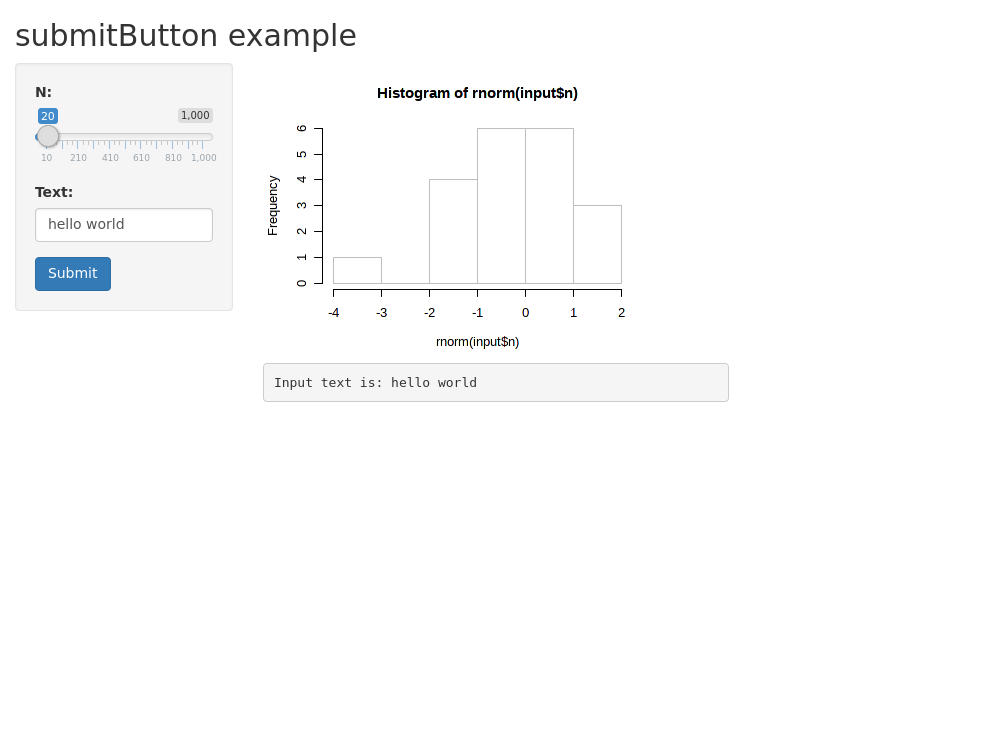 submitButton example
N:
20 1,000
10 210 410 610 810 1,000
Text:
hello world
Submit
Histogram of rnorm(input$n)
Frequency
0 1 2 3 4 5 6
-4 -3 -2 -1 0 1 2
rnorm(input$n)
Input text is: hello world